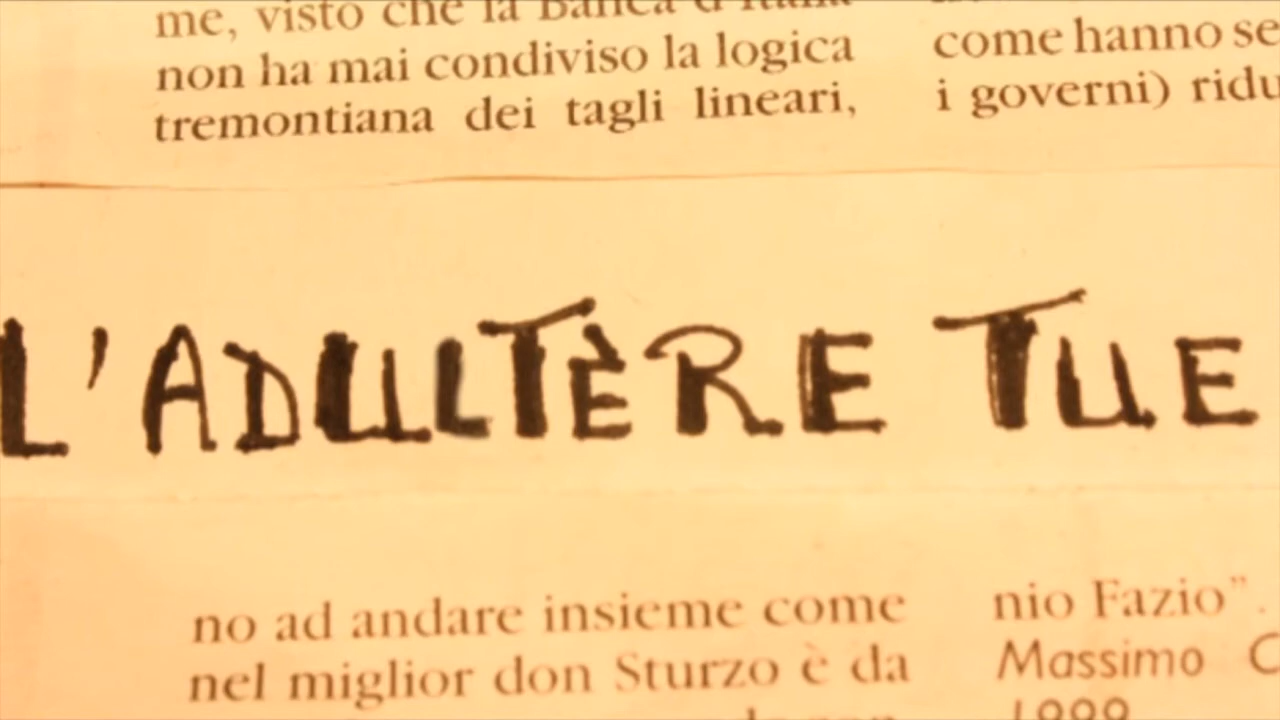 me, visto che la Banca d'Italia
non ha mai condiviso la logica
tremontiana dei tagli lineari,
come hanno se
i governi) ridu
L'ADULTÈRE TUE
no ad andare insieme come
nel miglior don Sturzo è da
nio Fazio".
Massimo C
1999